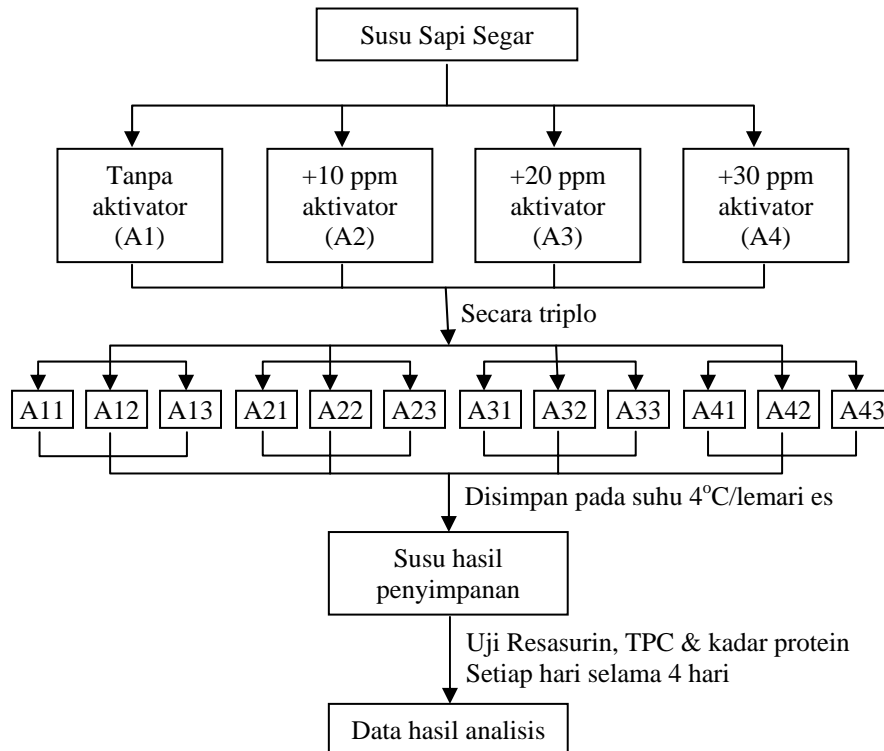 Susu Sapi Segar
Tanpa
aktivator
(A1)
+10 ppm
aktivator
(A2)
+20 ppm
aktivator
(A3)
+30 ppm
aktivator
(A4)
Secara triplo
A11 A12 A13 A21 A22 A23 A31 A32 A33 A41 A42 A43
Disimpan pada suhu 4°C/lemari es
Susu hasil
penyimpanan
Uji Resasurin, TPC & kadar protein
Setiap hari selama 4 hari
Data hasil analisis